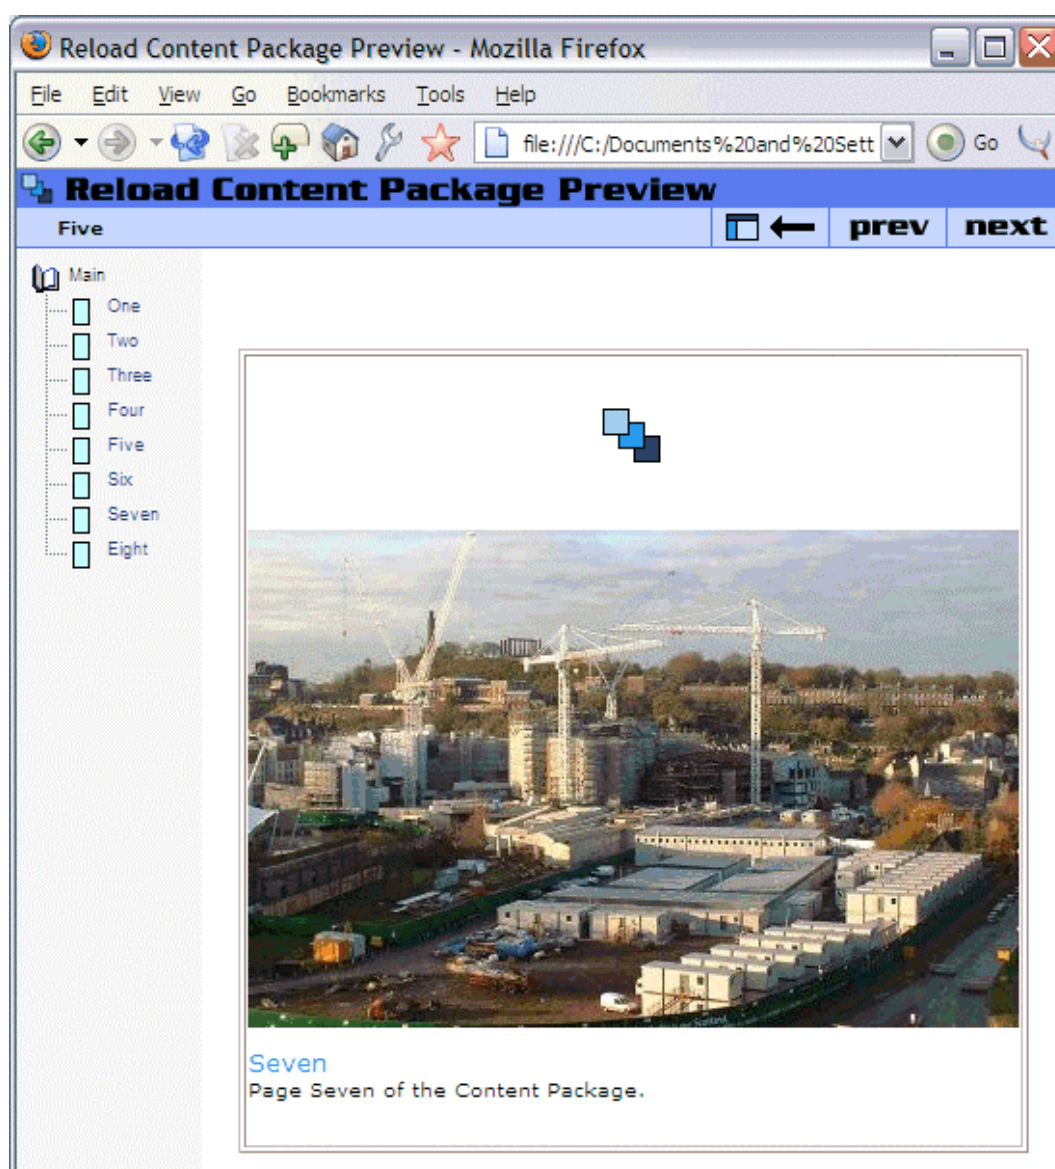 Reload Content Package Preview - Mozilla Firefox
File Edit View Go Bookmarks Tools Help
file:///C:/Documents%20and%20Sett Go
Reload Content Package Preview
Five prev next
Main
One
Two
Three
Four
Five
Six
Seven
Eight
Seven
Page Seven of the Content Package.